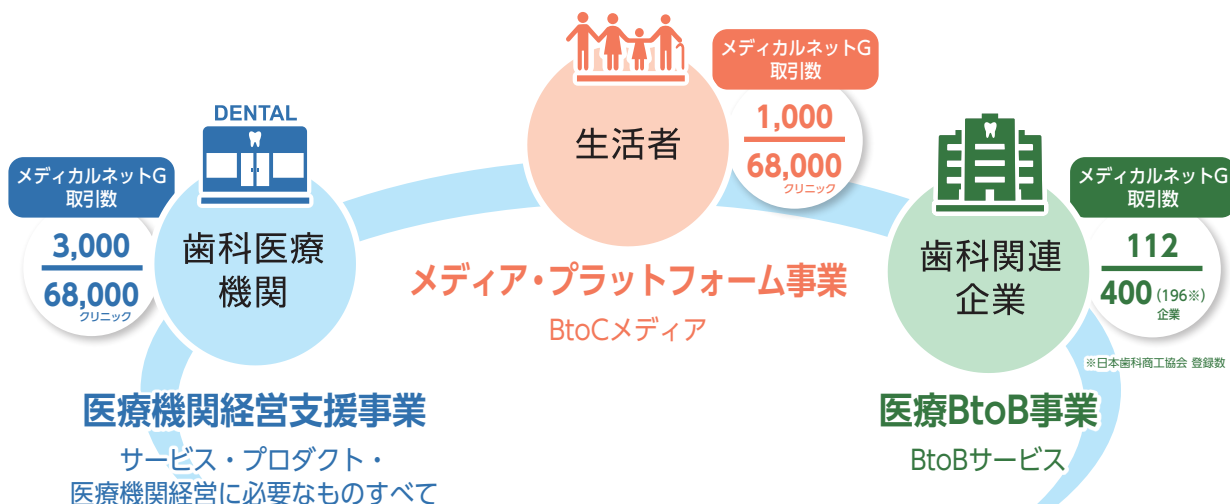 DENTAL
メディカルネットG
取引数
3,000
68,000
クリニック
歯科医療
機関
医療機関経営支援事業
サービス・プロダクト・
医療機関経営に必要なものすべて
生活者
メディカルネットG
取引数
1,000
68,000
クリニック
メディア・プラットフォーム事業
BtoCメディア
歯科関連
企業
メディカルネットG
取引数
112
400(196※)
企業
※日本歯科商工協会 登録数
医療BtoB事業
BtoBサービス